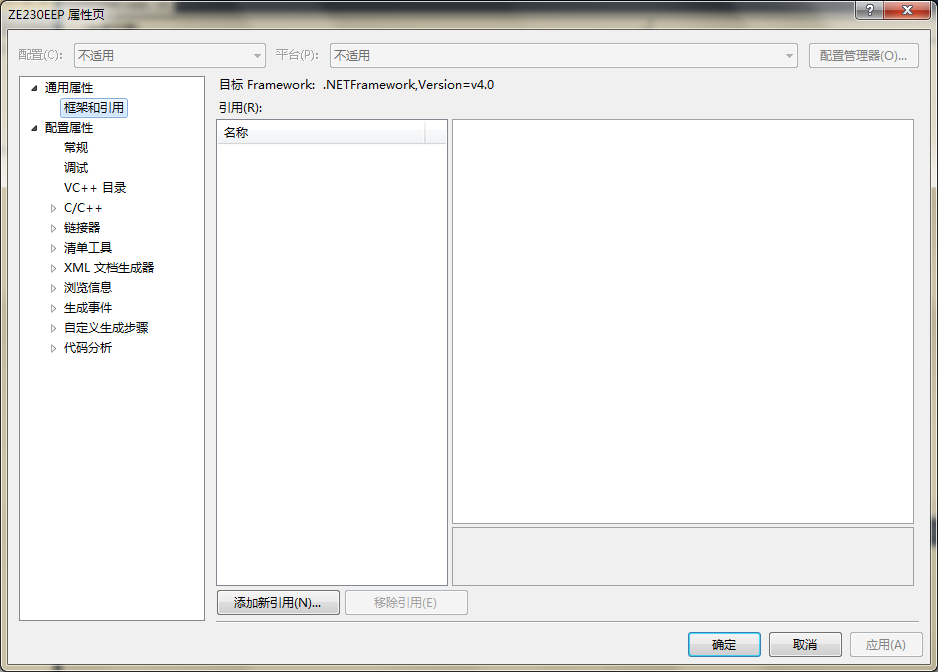 ZE230EEP 属性页
配置(C): 不适用 平台(P): 不适用 配置管理器(O)...
通用属性
框架和引用
配置属性
常规
调试
VC++ 目录
C/C++
链接器
清单工具
XML 文档生成器
浏览信息
生成事件
自定义生成步骤
代码分析
目标 Framework: .NETFramework,Version=v4.0
引用(R):
名称
添加新引用(N)... 移除引用(E)
确定 取消 应用(A)